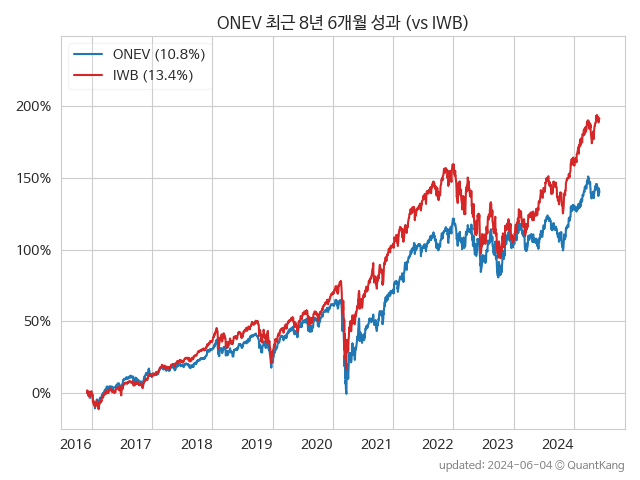 ONEV 최근 8년 6개월 성과 (vs IWB)
ONEV (10.8%)
IWB (13.4%)
200%
150%
100%
50%
0%
2016 2017 2018 2019 2020 2021 2022 2023 2024
updated: 2024-06-04 © QuantKang